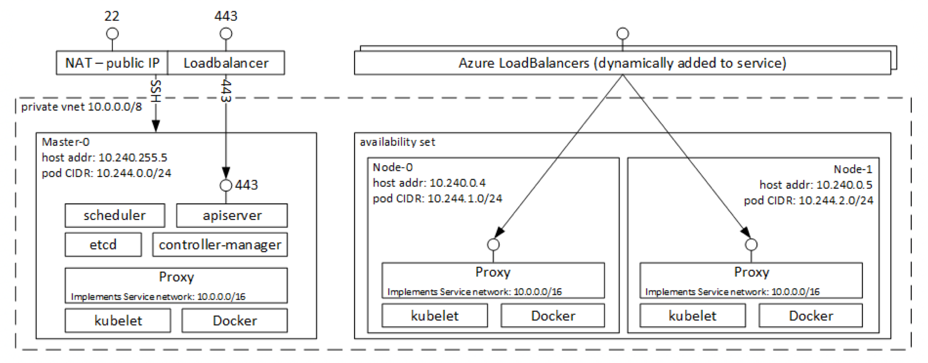 22
443
NAT – public IP
Loadbalancer
Azure LoadBalancers (dynamically added to service)
SSH
443
private vnet 10.0.0.0/8
Master-0
host addr: 10.240.255.5
pod CIDR: 10.244.0.0/24
443
scheduler
apiserver
etcd
controller-manager
Proxy
Implements Service network: 10.0.0.0/16
kubelet
Docker
availability set
Node-0
host addr: 10.240.0.4
pod CIDR: 10.244.1.0/24
Proxy
Implements Service network: 10.0.0.0/16
kubelet
Docker
Node-1
host addr: 10.240.0.5
pod CIDR: 10.244.2.0/24
Proxy
Implements Service network: 10.0.0.0/16
kubelet
Docker